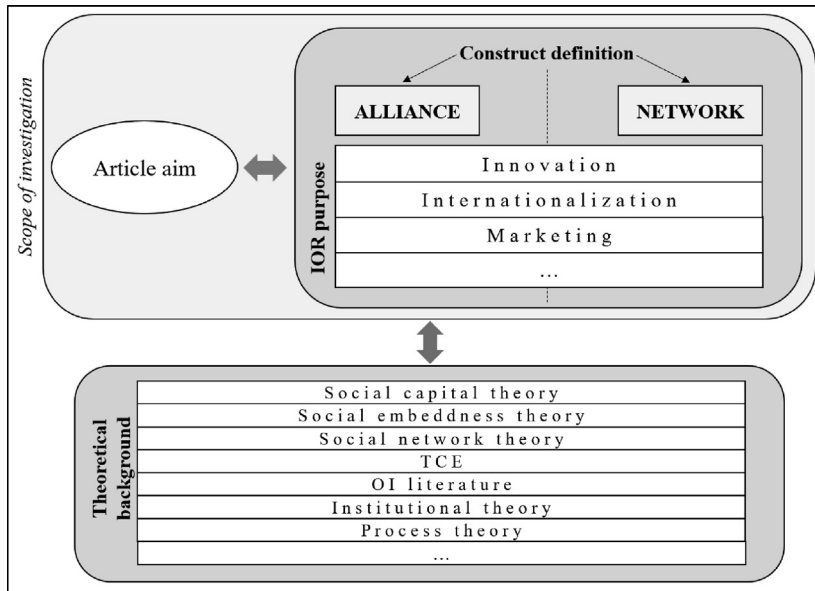 Scope of investigation
Article aim
Construct definition
ALLIANCE
NETWORK
IOR purpose
Innovation
Internationalization
Marketing
...
Theoretical
background
Social capital theory
Social embeddness theory
Social network theory
TCE
OI literature
Institutional theory
Process theory
...